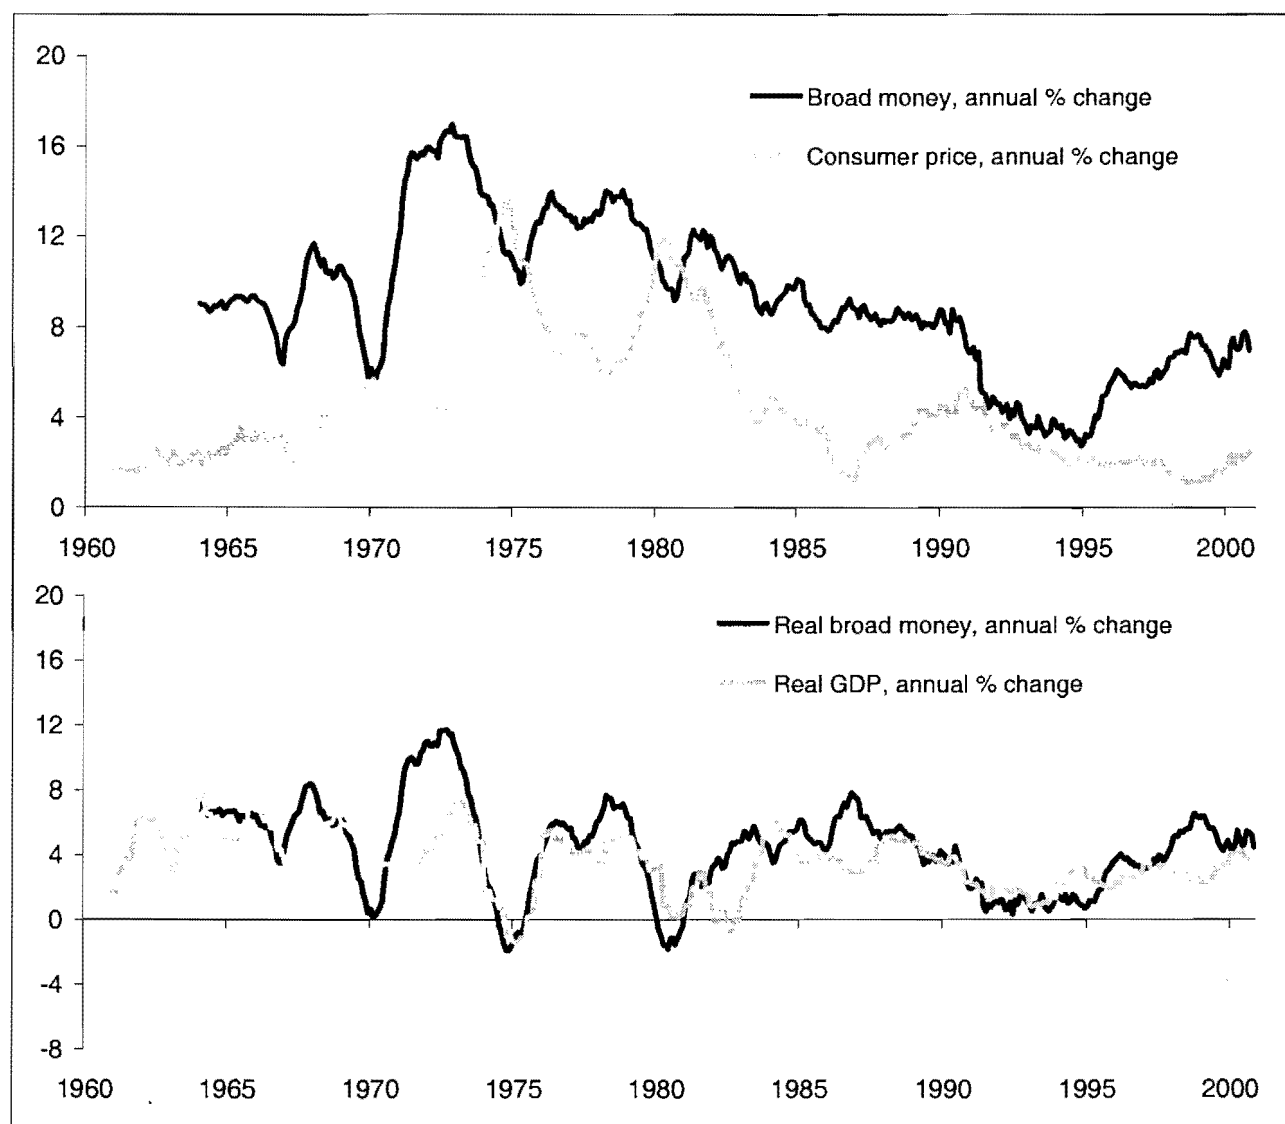 20
Broad money, annual % change
16
Consumer price, annual % change
12
8
4
0
1960 1965 1970 1975 1980 1985 1990 1995 2000
20
Real broad money, annual % change
16
Real GDP, annual % change
12
8
4
0
-4
-8
1960 1965 1970 1975 1980 1985 1990 1995 2000